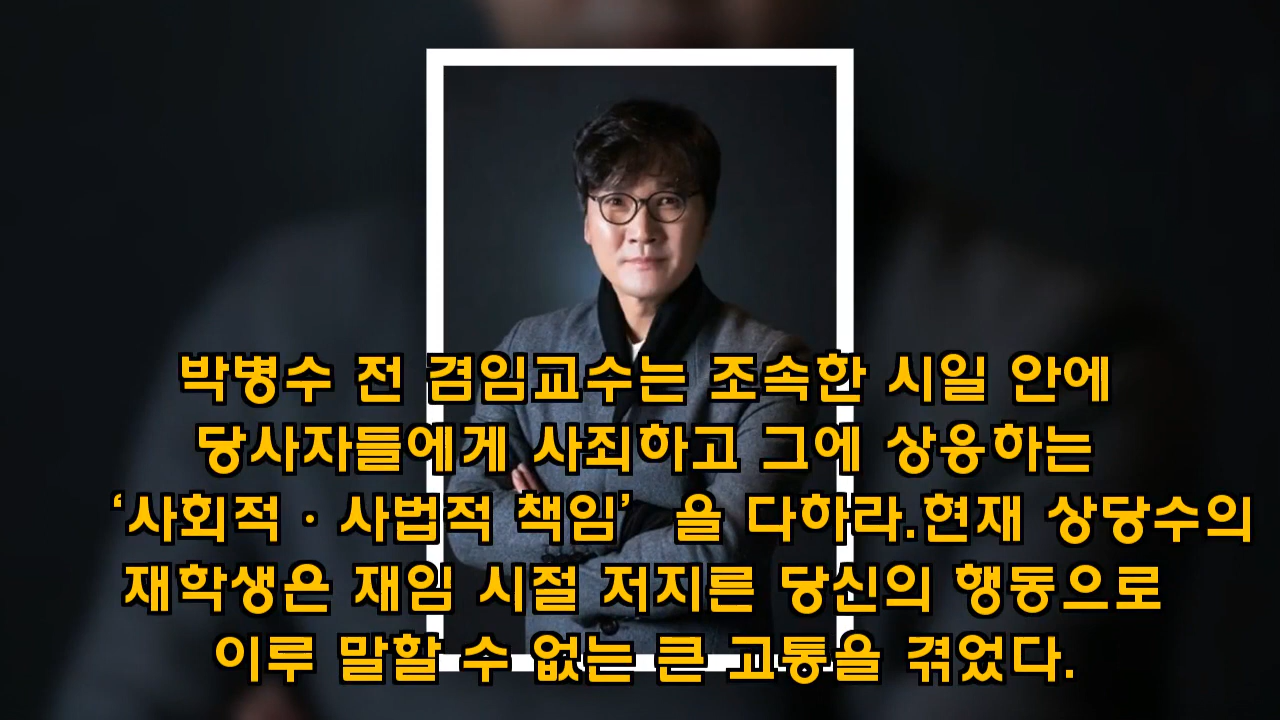 박병수 전 겸임교수는 조속한 시일 안에
당사자들에게 사죄하고 그에 상응하는
‘사회적 · 사법적 책임’ 을 다하라.현재 상당수의
재학생은 재임 시절 저지른 당신의 행동으로
이루 말할 수 없는 큰 고통을 겪었다.